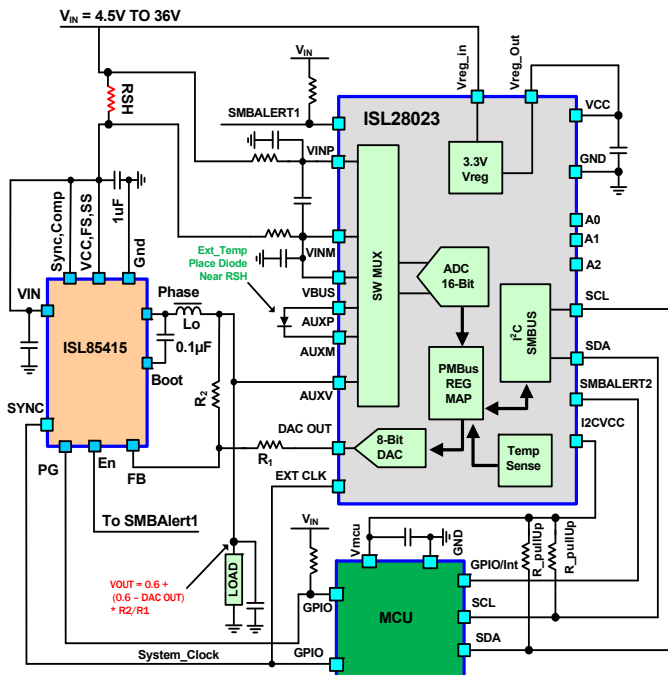 VIN = 4.5V TO 36V
RSH
VIN
SMBALERT1
Vreg_in
Vreg_Out
ISL28023
VCC
GND
3.3V
Vreg
VINP
VINM
VBUS
AUXP
AUXM
AUXV
DAC OUT
EXT CLK
SW MUX
ADC
16-Bit
PMBus
REG
MAP
I²C
SMBUS
8-Bit
DAC
Temp
Sense
A0
A1
A2
SCL
SDA
SMBALERT2
I2CVCC
Ext_Temp
Place Diode
Near RSH
Sync,Comp
VCC,FS,SS
1uF
Gnd
VIN
Phase
Lo
0.1µF
Boot
ISL85415
SYNC
PG
En
FB
R2
R1
To SMBAlert1
VOUT = 0.6 +
(0.6 – DAC OUT)
* R2/R1
LOAD
VIN
Vmcu
GND
R_pullUp
R_pullUp
GPIO/Int
GPIO
MCU
SCL
SDA
System_Clock
GPIO